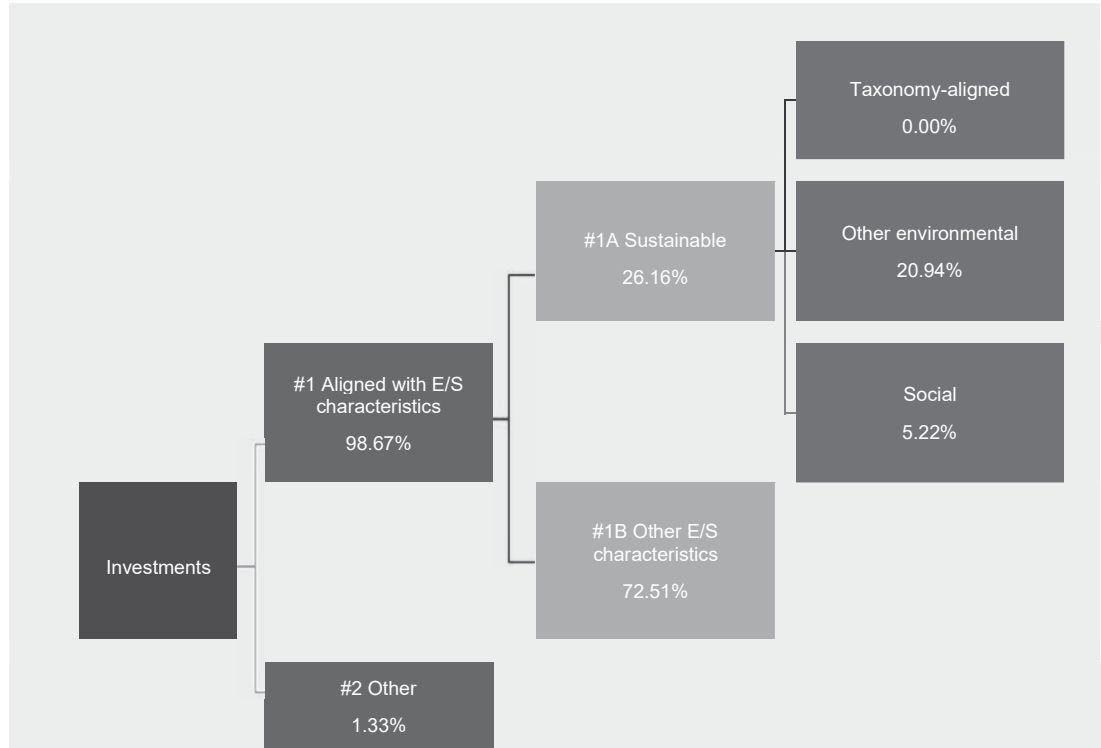 Taxonomy-aligned
0.00%
#1A Sustainable
26.16%
Other environmental
20.94%
#1 Aligned with E/S
characteristics
98.67%
Social
5.22%
#1B Other E/S
characteristics
72.51%
Investments
#2 Other
1.33%